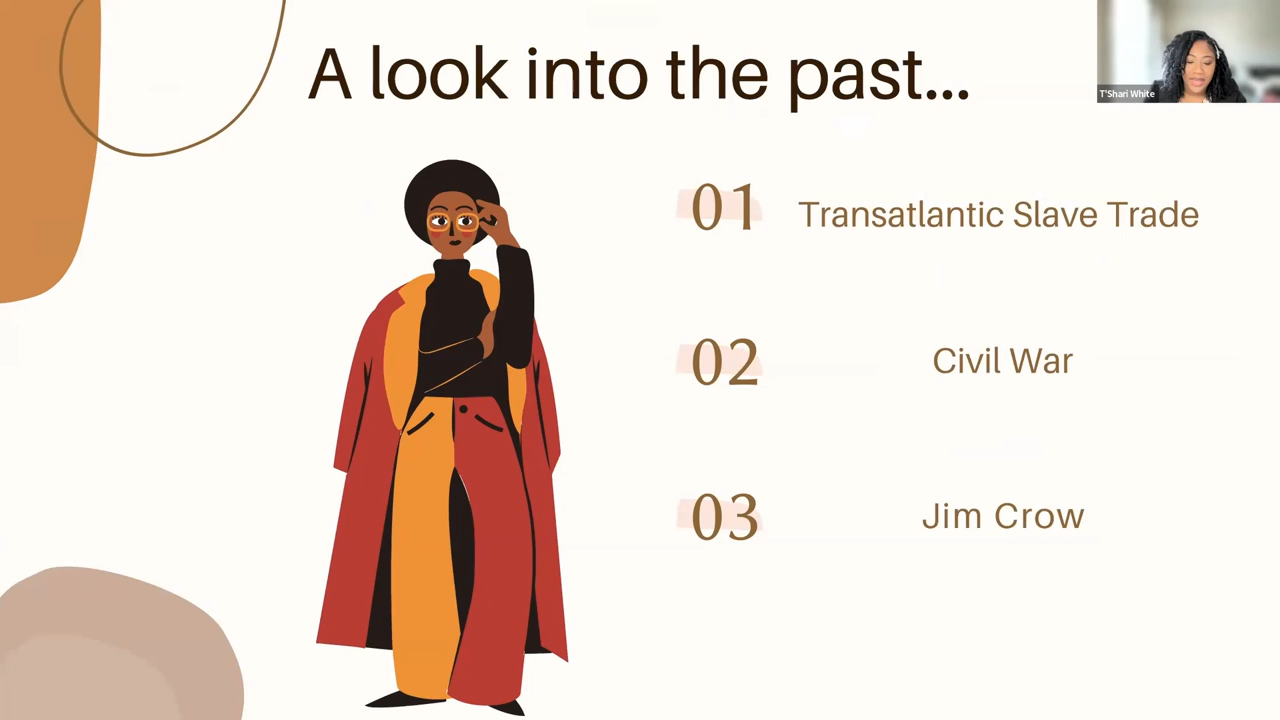 A look into the past...
T'Shari White
01 Transatlantic Slave Trade
02 Civil War
03 Jim Crow